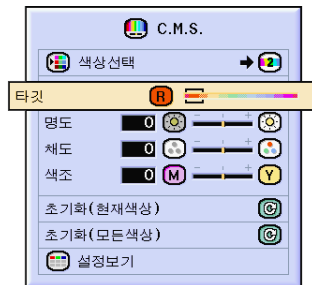 C.M.S.
색상선택 2
타깃 R
명도 0 - +
채도 0 - +
색조 0 M - + Y
초기화(현재색상)
초기화(모든색상)
설정보기